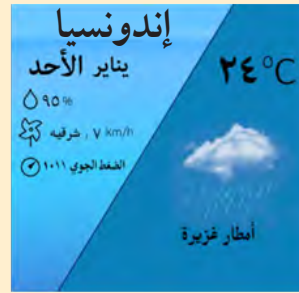 إندونسيا
يناير الأحد
٢٤°C
٩٥%
٧ km/h , شرقيه
الضغط الجوي ١٠١١
أمطار غزيرة